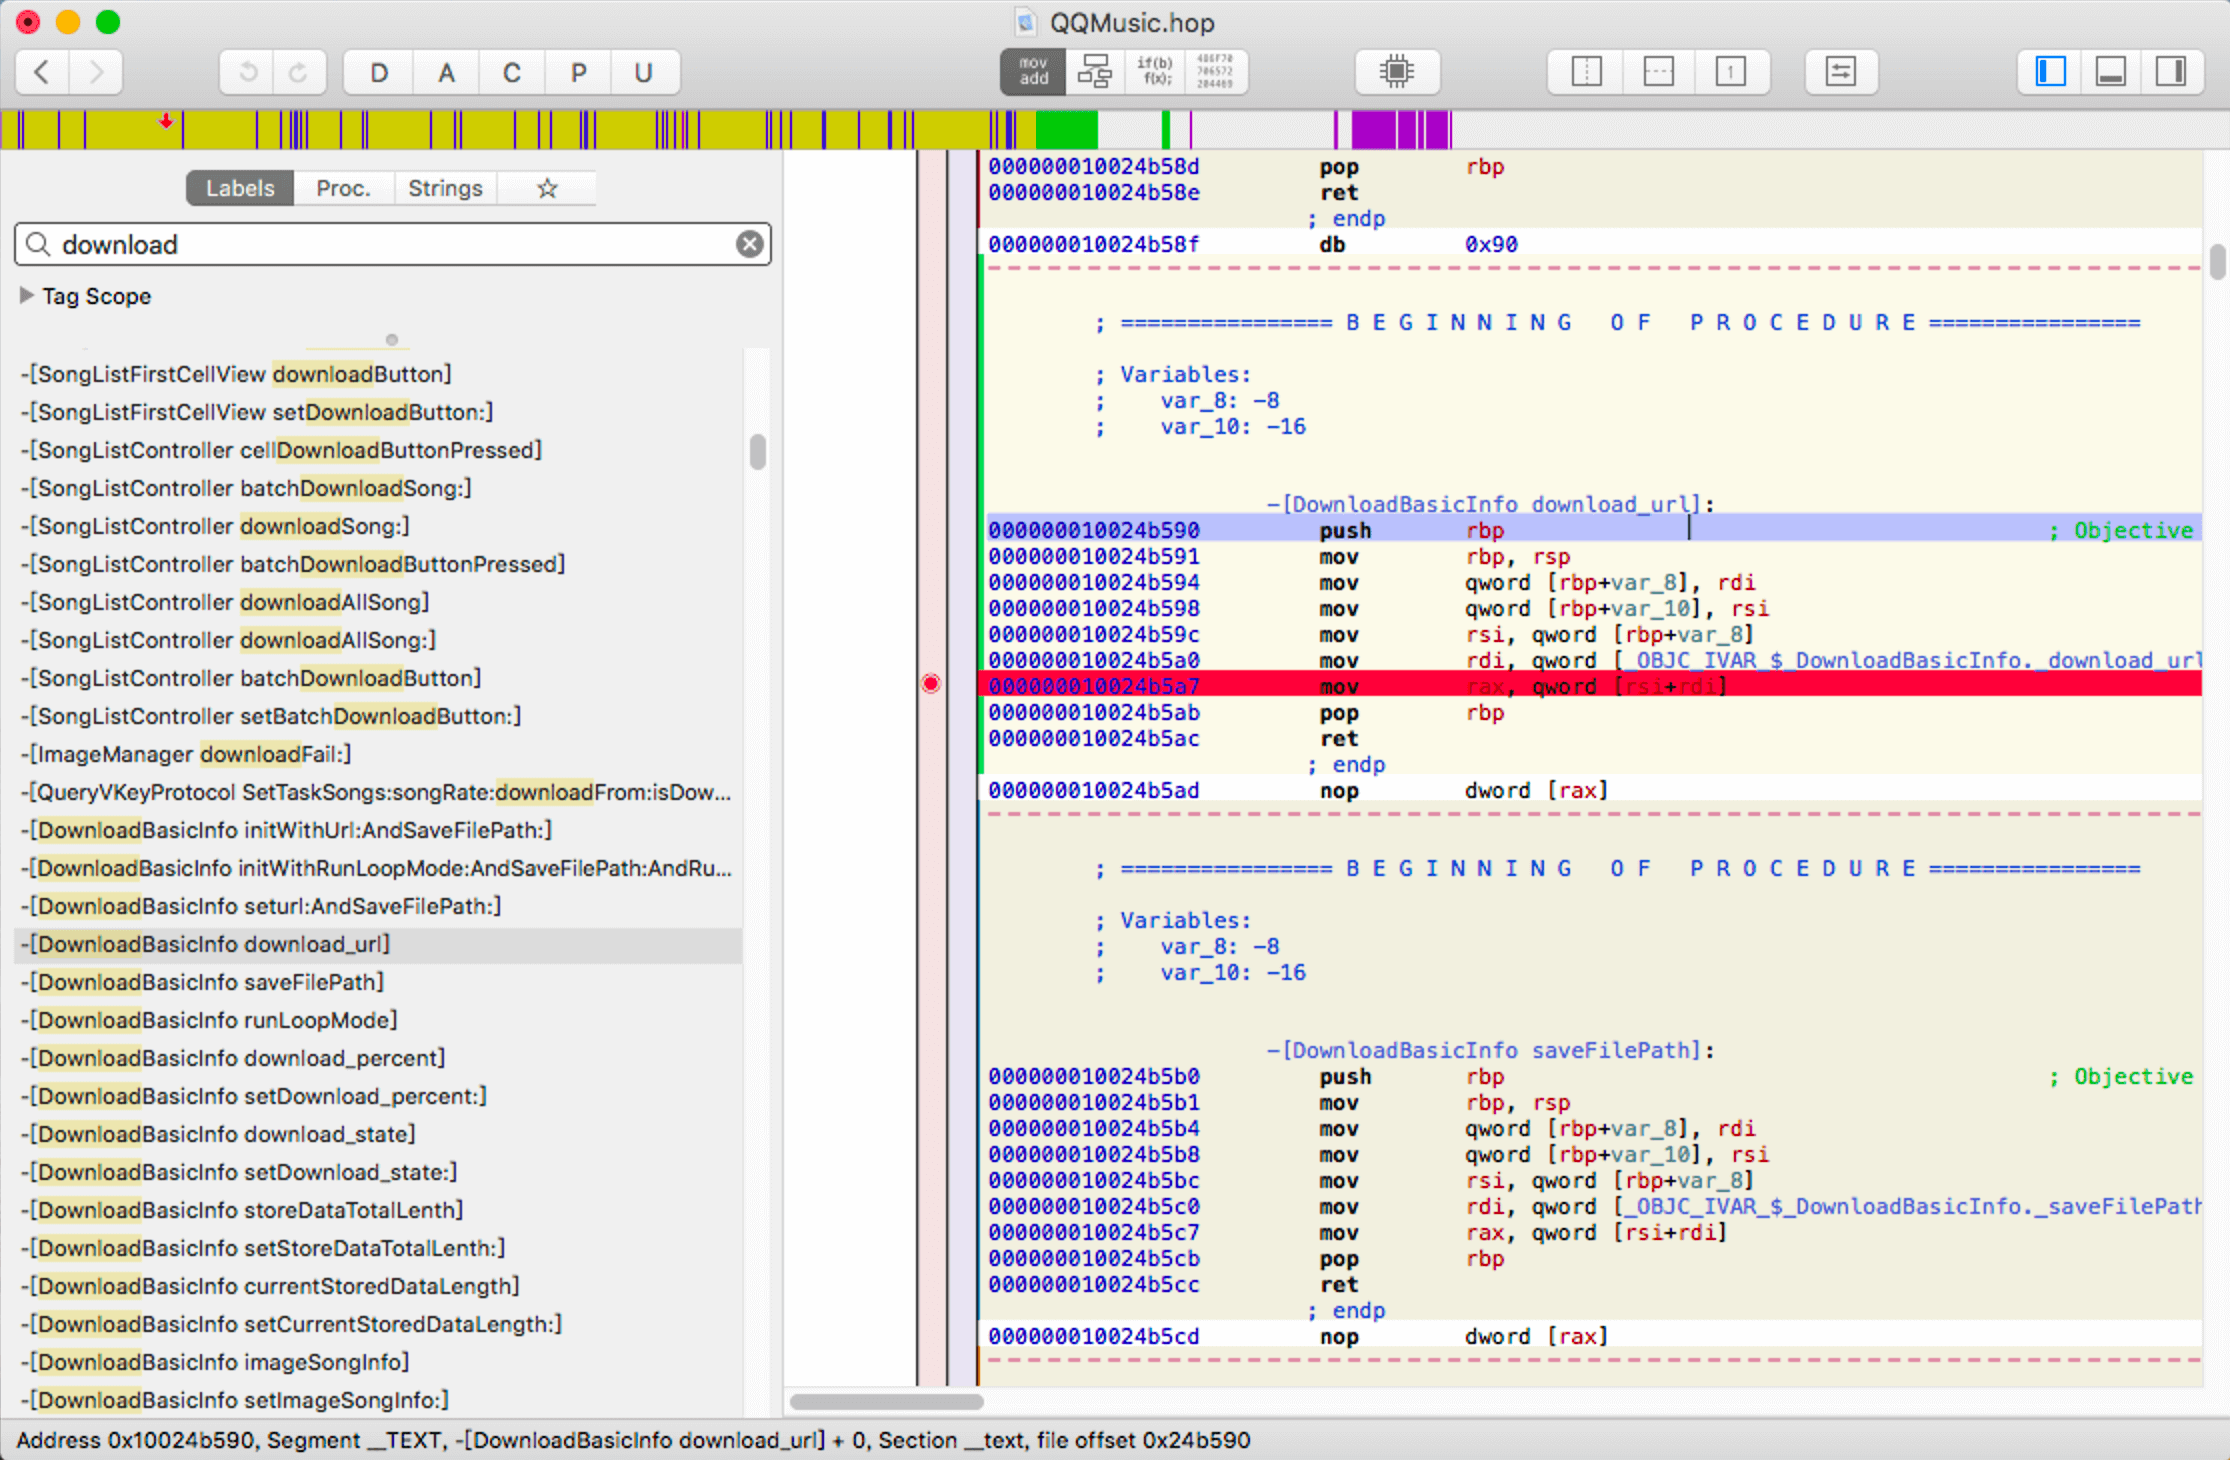 QQMusic.hop
D A C P U
mov
add
if(b)
f(x);
486F70
706572
204469
Labels Proc. Strings ☆
download
Tag Scope
-[SongListFirstCellView downloadButton]
-[SongListFirstCellView setDownloadButton:]
-[SongListController cellDownloadButtonPressed]
-[SongListController batchDownloadSong:]
-[SongListController downloadSong:]
-[SongListController batchDownloadButtonPressed]
-[SongListController downloadAllSong]
-[SongListController downloadAllSong:]
-[SongListController batchDownloadButton]
-[SongListController setBatchDownloadButton:]
-[ImageManager downloadFail:]
-[QueryVKeyProtocol SetTaskSongs:songRate:downloadFrom:isDow...
-[DownloadBasicInfo initWithUrl:AndSaveFilePath:]
-[DownloadBasicInfo initWithRunLoopMode:AndSaveFilePath:AndRu...
-[DownloadBasicInfo seturl:AndSaveFilePath:]
-[DownloadBasicInfo download_url]
-[DownloadBasicInfo saveFilePath]
-[DownloadBasicInfo runLoopMode]
-[DownloadBasicInfo download_percent]
-[DownloadBasicInfo setDownload_percent:]
-[DownloadBasicInfo download_state]
-[DownloadBasicInfo setDownload_state:]
-[DownloadBasicInfo storeDataTotalLenth]
-[DownloadBasicInfo setStoreDataTotalLenth:]
-[DownloadBasicInfo currentStoredDataLength]
-[DownloadBasicInfo setCurrentStoredDataLength:]
-[DownloadBasicInfo imageSongInfo]
-[DownloadBasicInfo setImageSongInfo:]
000000010024b58d pop rbp
000000010024b58e ret
; endp
000000010024b58f db 0x90
; ================ B E G I N N I N G   O F   P R O C E D U R E ================
; Variables:
; var_8: -8
; var_10: -16
-[DownloadBasicInfo download_url]:
000000010024b590 push rbp ; Objective
000000010024b591 mov rbp, rsp
000000010024b594 mov qword [rbp+var_8], rdi
000000010024b598 mov qword [rbp+var_10], rsi
000000010024b59c mov rsi, qword [rbp+var_8]
000000010024b5a0 mov rdi, qword [_OBJC_IVAR_$_DownloadBasicInfo._download_url
000000010024b5a7 mov rax, qword [rsi+rdi]
000000010024b5ab pop rbp
000000010024b5ac ret
; endp
000000010024b5ad nop dword [rax]
; ================ B E G I N N I N G   O F   P R O C E D U R E ================
; Variables:
; var_8: -8
; var_10: -16
-[DownloadBasicInfo saveFilePath]:
000000010024b5b0 push rbp ; Objective
000000010024b5b1 mov rbp, rsp
000000010024b5b4 mov qword [rbp+var_8], rdi
000000010024b5b8 mov qword [rbp+var_10], rsi
000000010024b5bc mov rsi, qword [rbp+var_8]
000000010024b5c0 mov rdi, qword [_OBJC_IVAR_$_DownloadBasicInfo._saveFilePath
000000010024b5c7 mov rax, qword [rsi+rdi]
000000010024b5cb pop rbp
000000010024b5cc ret
; endp
000000010024b5cd nop dword [rax]
Address 0x10024b590, Segment __TEXT, -[DownloadBasicInfo download_url] + 0, Section __text, file offset 0x24b590